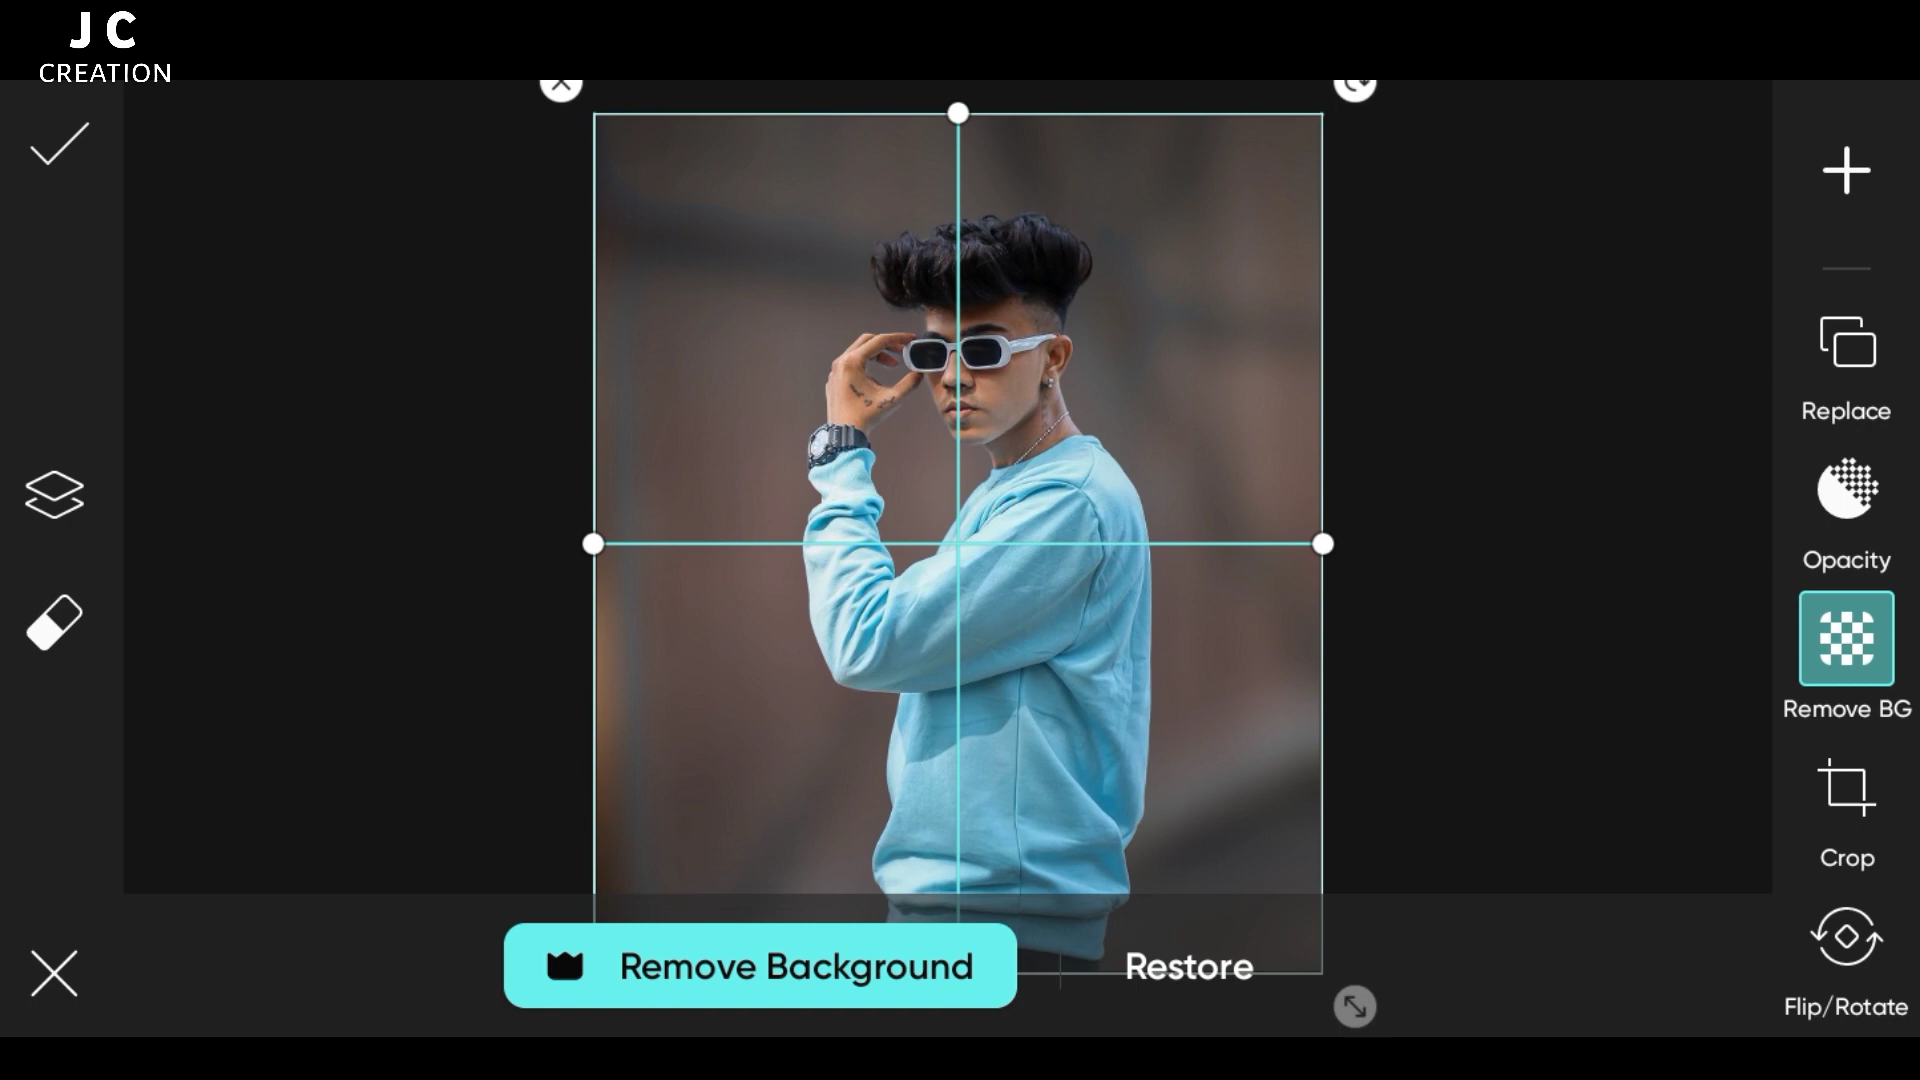 J C
CREATION
Replace
Opacity
Remove BG
Crop
Flip/Rotate
Remove Background
Restore